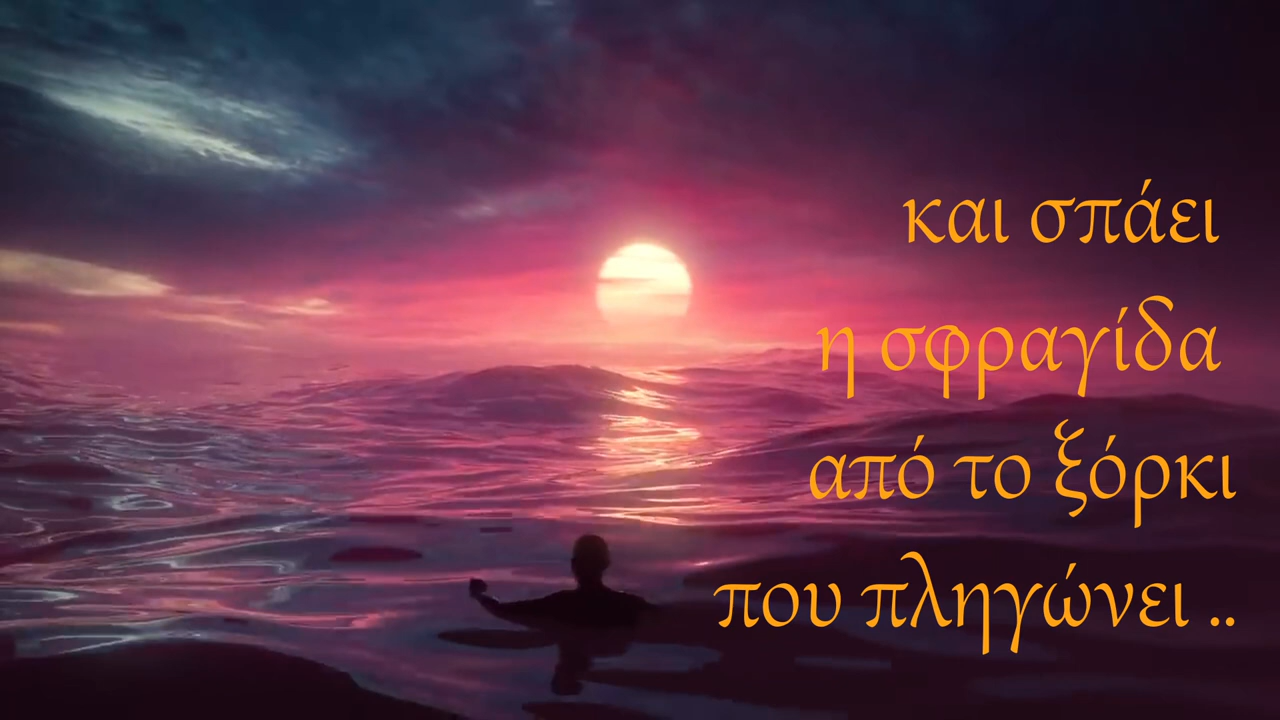 και σπάει
η σφραγίδα
από το ξόρκι
που πληγώνει ..